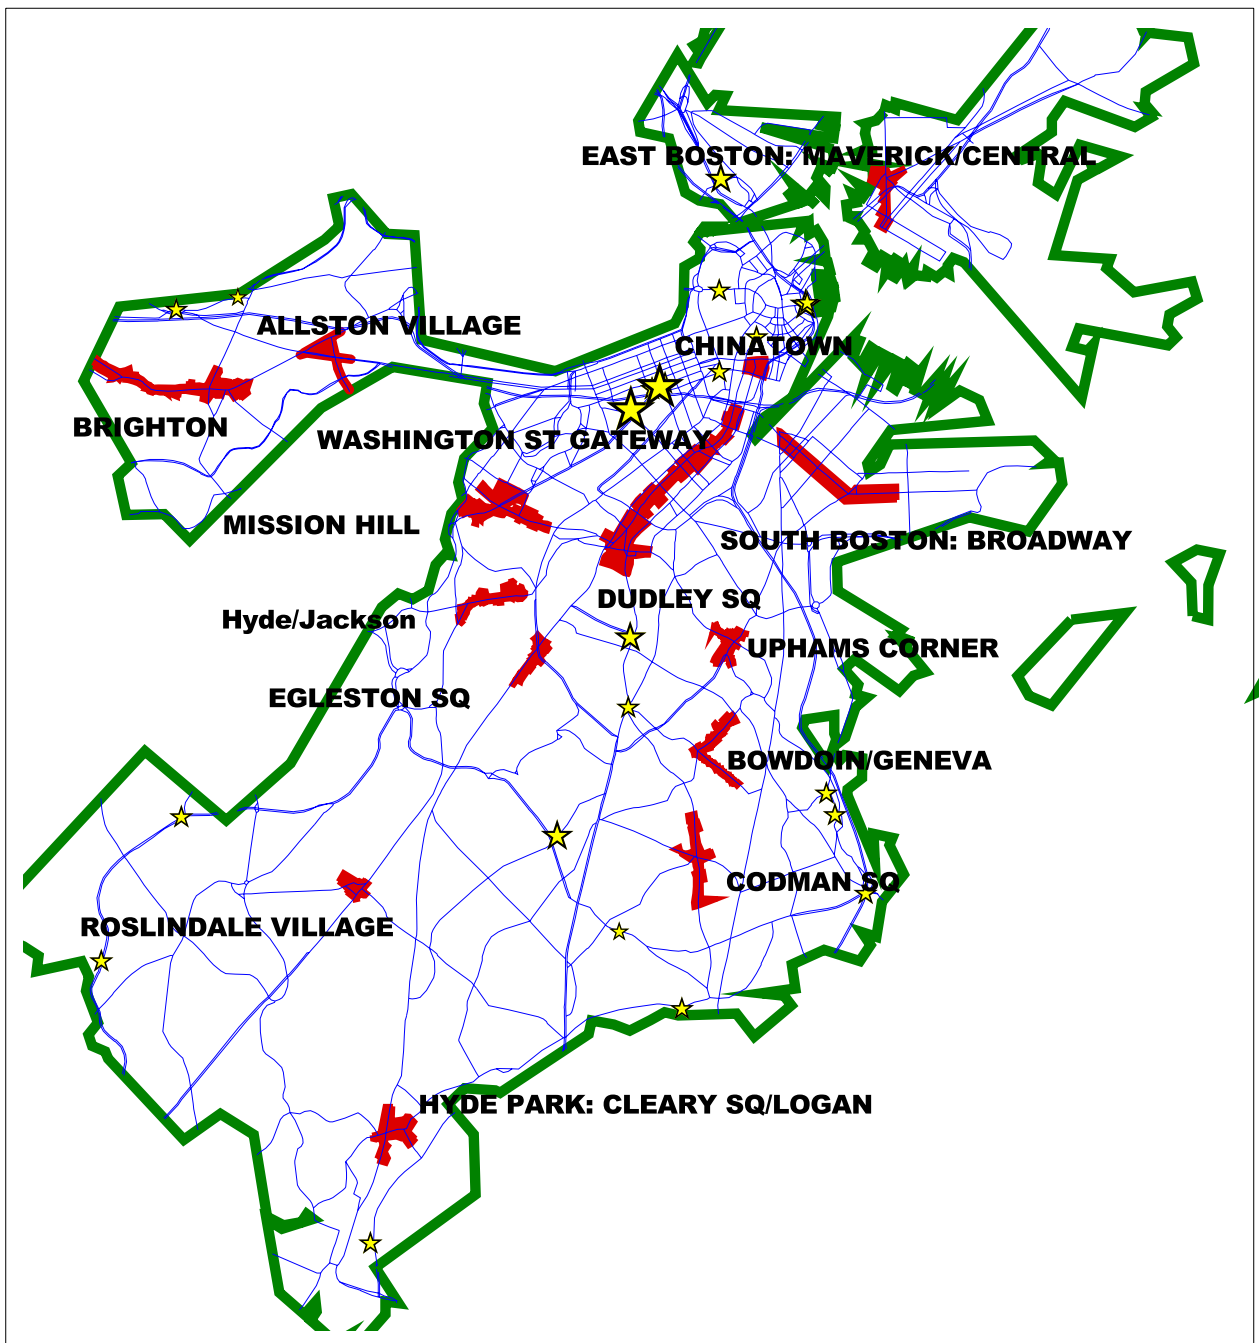 EAST BOSTON: MAVERICK/CENTRAL
ALLSTON VILLAGE
CHINATOWN
BRIGHTON
WASHINGTON ST GATEWAY
MISSION HILL
SOUTH BOSTON: BROADWAY
DUDLEY SQ
Hyde/Jackson
UPHAMS CORNER
EGLESTON SQ
BOWDOIN/GENEVA
CODMAN SQ
ROSLINDALE VILLAGE
HYDE PARK: CLEARY SQ/LOGAN